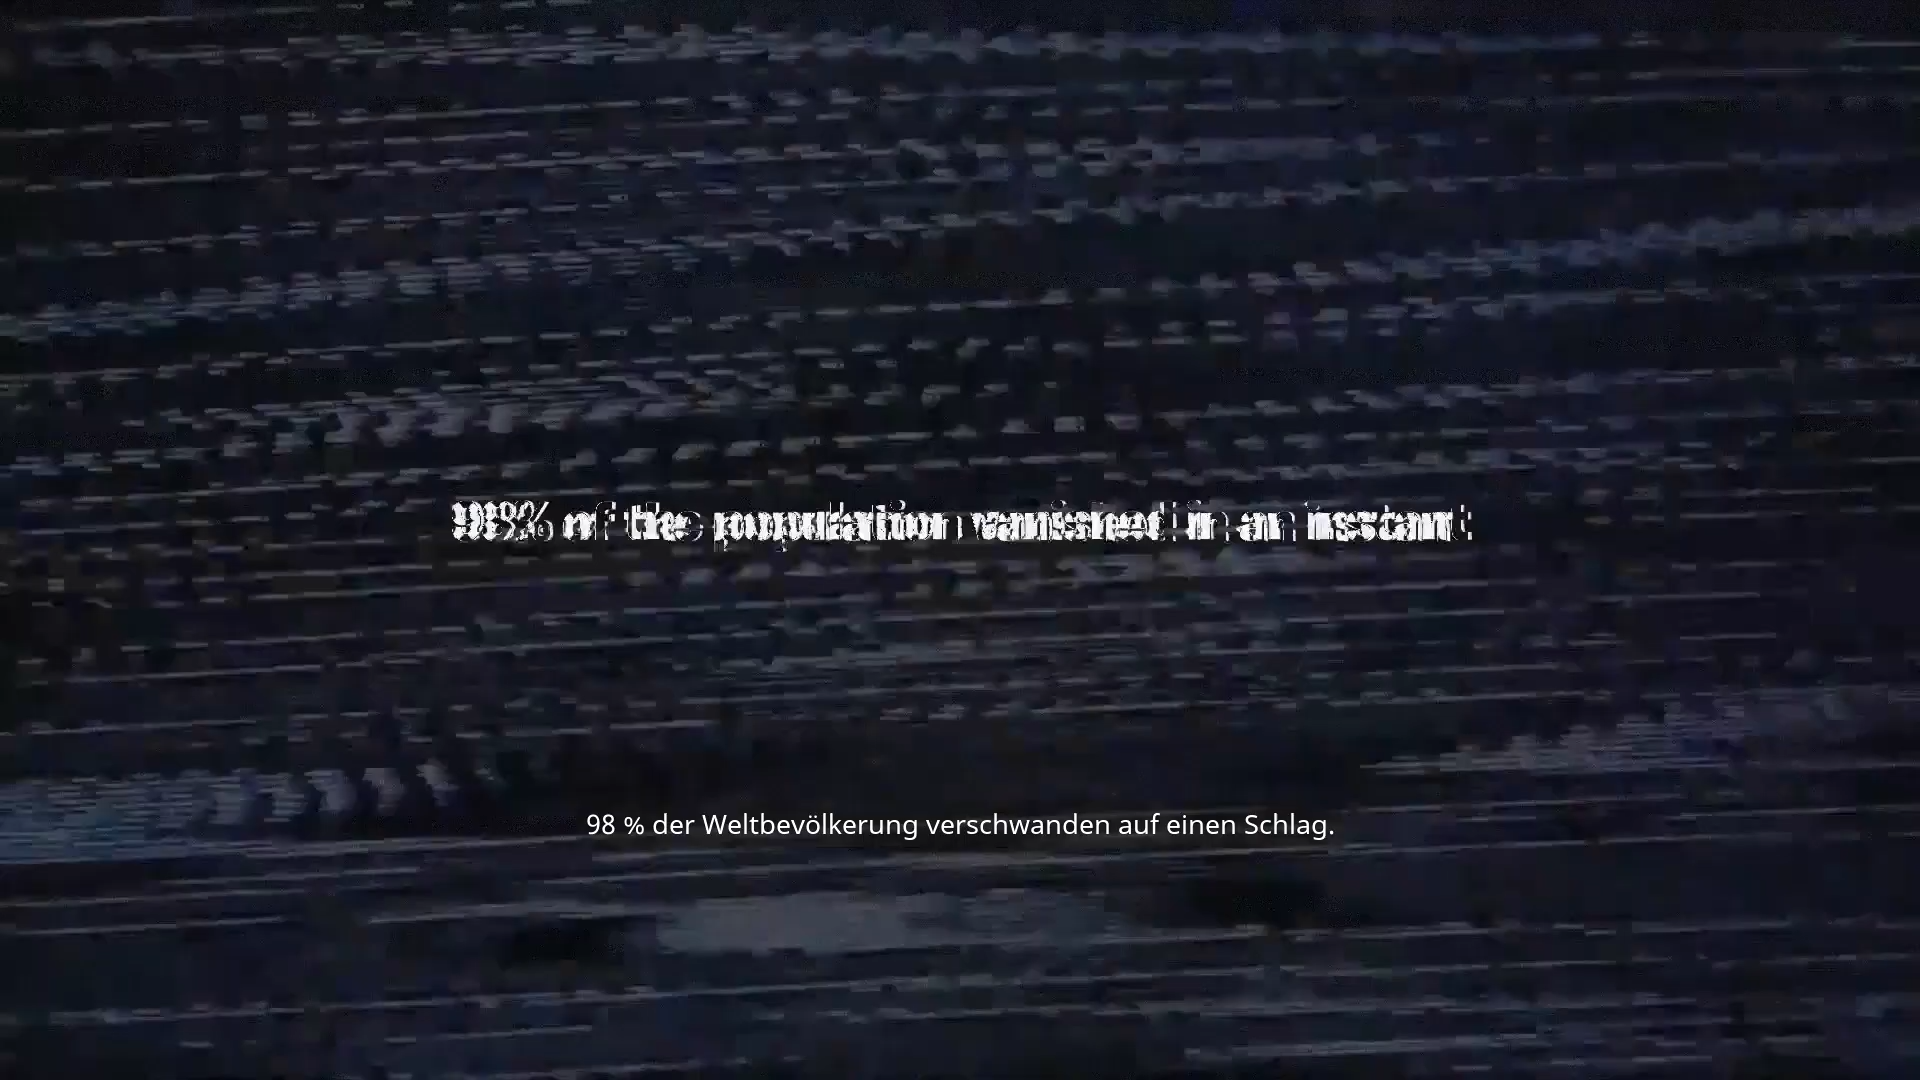 98% of the population vanished in an instant
98 % der Weltbevölkerung verschwanden auf einen Schlag.